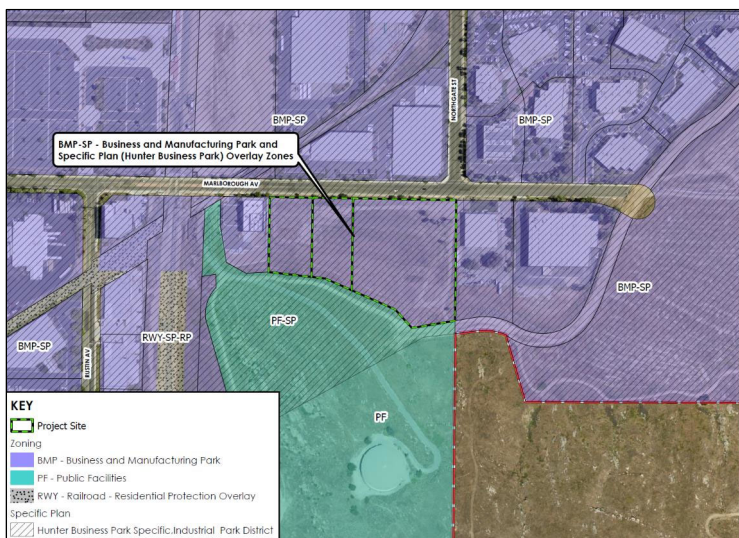 BMP-SP
NORTHGATE ST
BMP-SP
BMP-SP - Business and Manufacturing Park and
Specific Plan (Hunter Business Park) Overlay Zones
MARLBOROUGH AV
BMP-SP
PF-SP
BMP-SP
RWY-SP-RP
RUSTIN AV
PF
KEY
Project Site
Zoning
BMP - Business and Manufacturing Park
PF - Public Facilities
RWY - Railroad - Residential Protection Overlay
Specific Plan
Hunter Business Park Specific.Industrial Park District